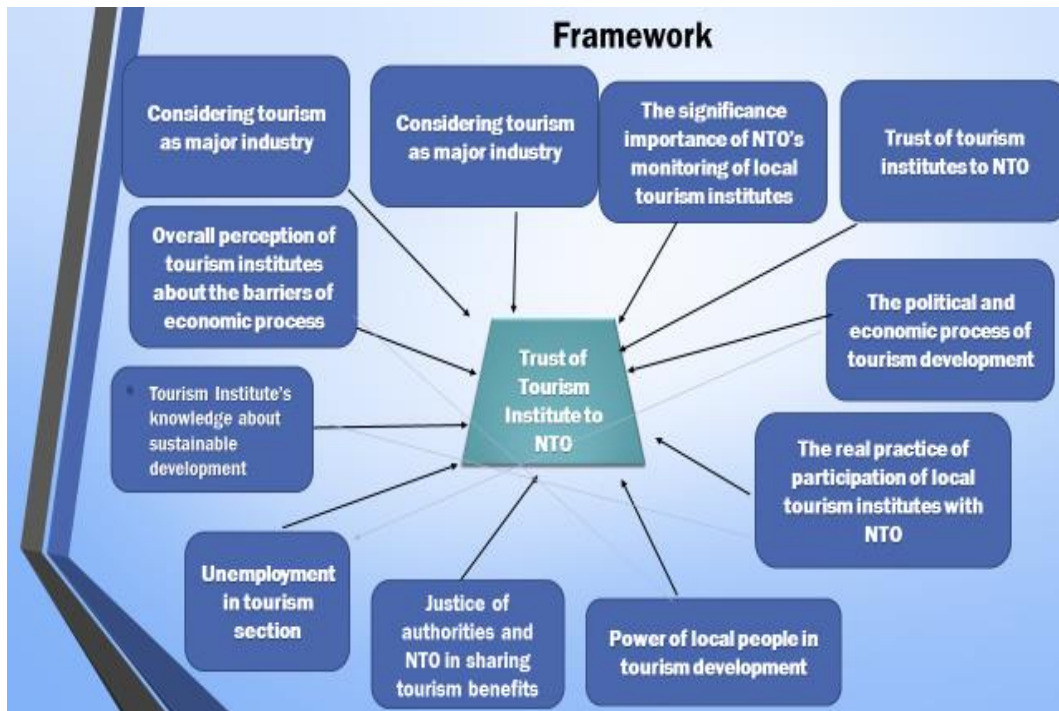 Framework
Considering tourism
as major industry
Considering tourism
as major industry
The significance
importance of NTO's
monitoring of local
tourism institutes
Trust of tourism
institutes to NTO
Overall perception of
tourism institutes
about the barriers of
economic process
The political and
economic process of
tourism development
Trust of
Tourism
Institute to
NTO
• Tourism Institute's
knowledge about
sustainable
development
The real practice of
participation of local
tourism institutes with
NTO
Unemployment
in tourism
section
Justice of
authorities and
NTO in sharing
tourism benefits
Power of local people in
tourism development